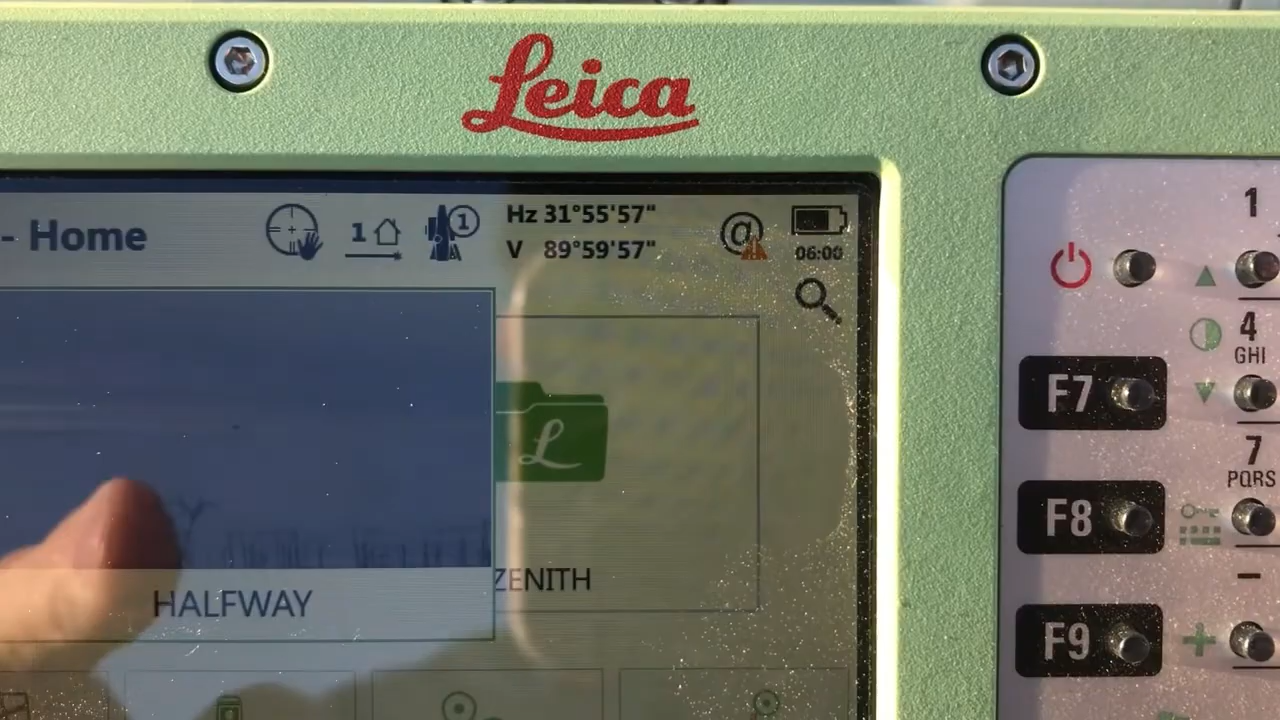 Leica
- Home
1
1
Hz 31°55'57"
V 89°59'57"
@
06:00
L
HALFWAY
ZENITH
1
4
GHI
F7
7
PQRS
F8
F9